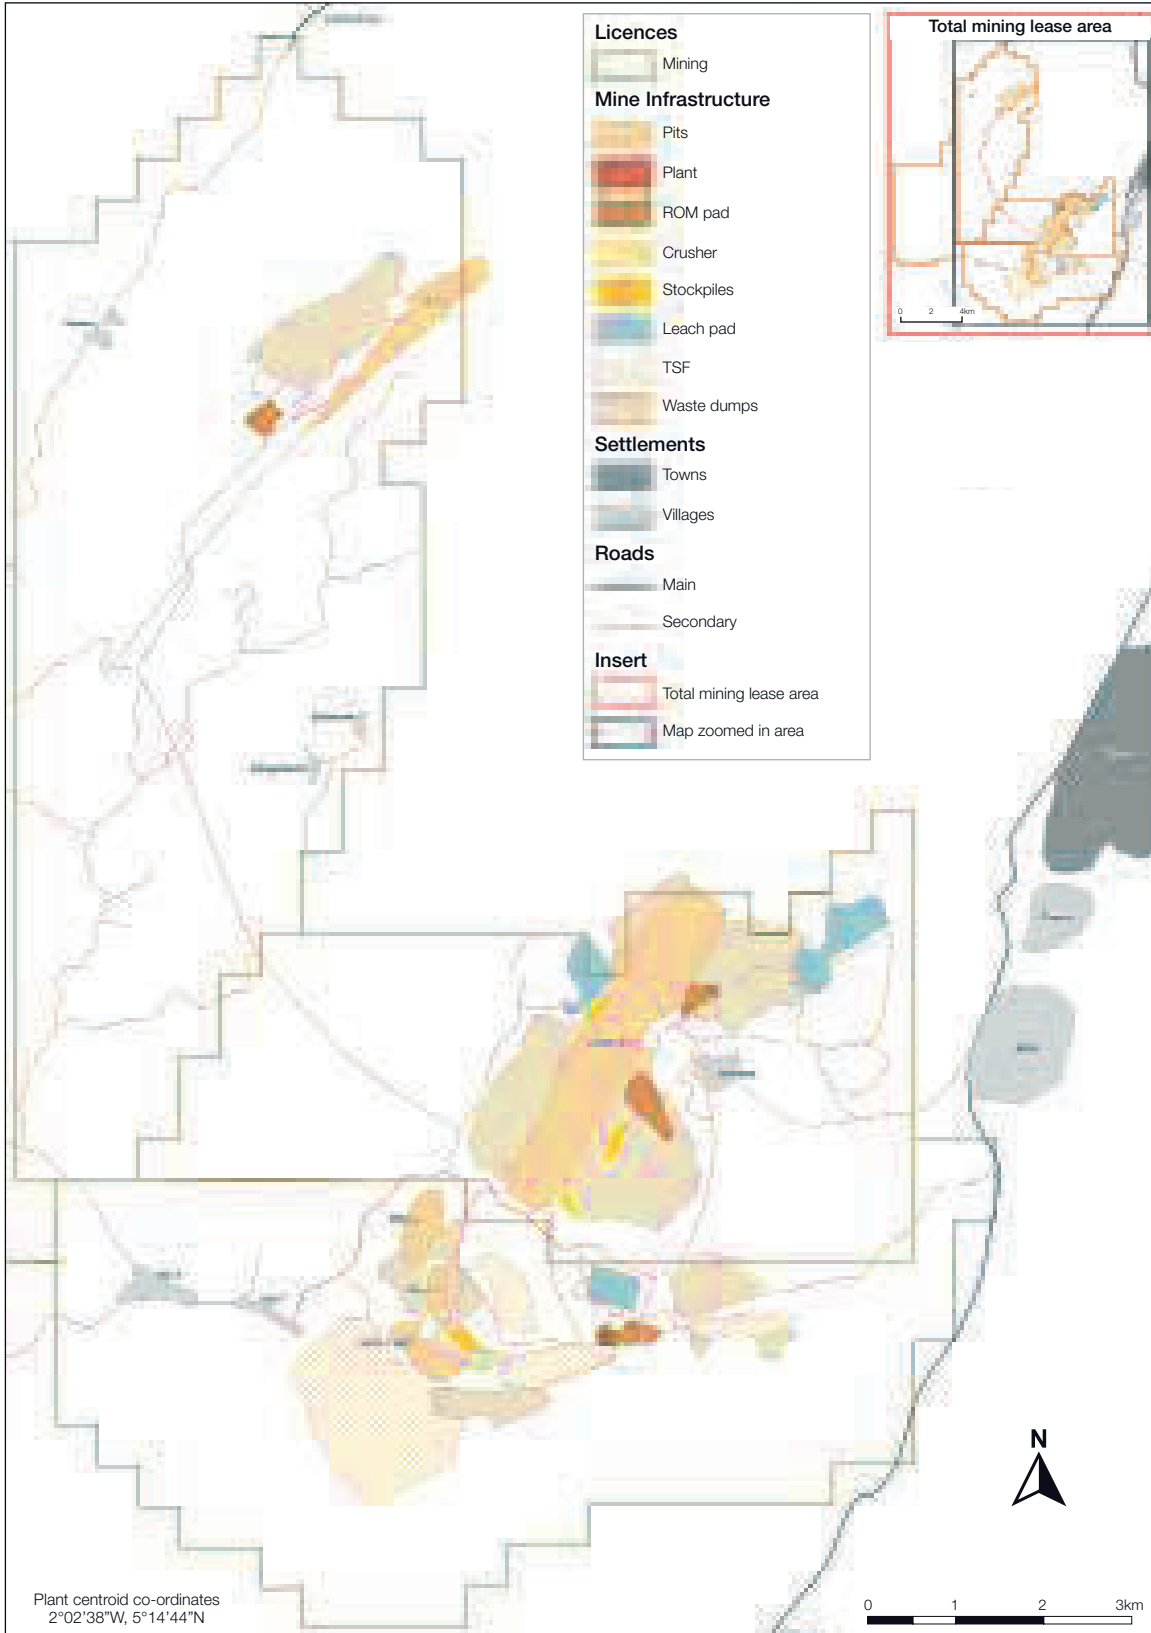 Licences
Mining
Mine Infrastructure
Pits
Plant
ROM pad
Crusher
Stockpiles
Leach pad
TSF
Waste dumps
Settlements
Towns
Villages
Roads
Main
Secondary
Insert
Total mining lease area
Map zoomed in area
Total mining lease area
0 2 4km
N
Plant centroid co-ordinates
2°02'38"W, 5°14'44"N
0 1 2 3km